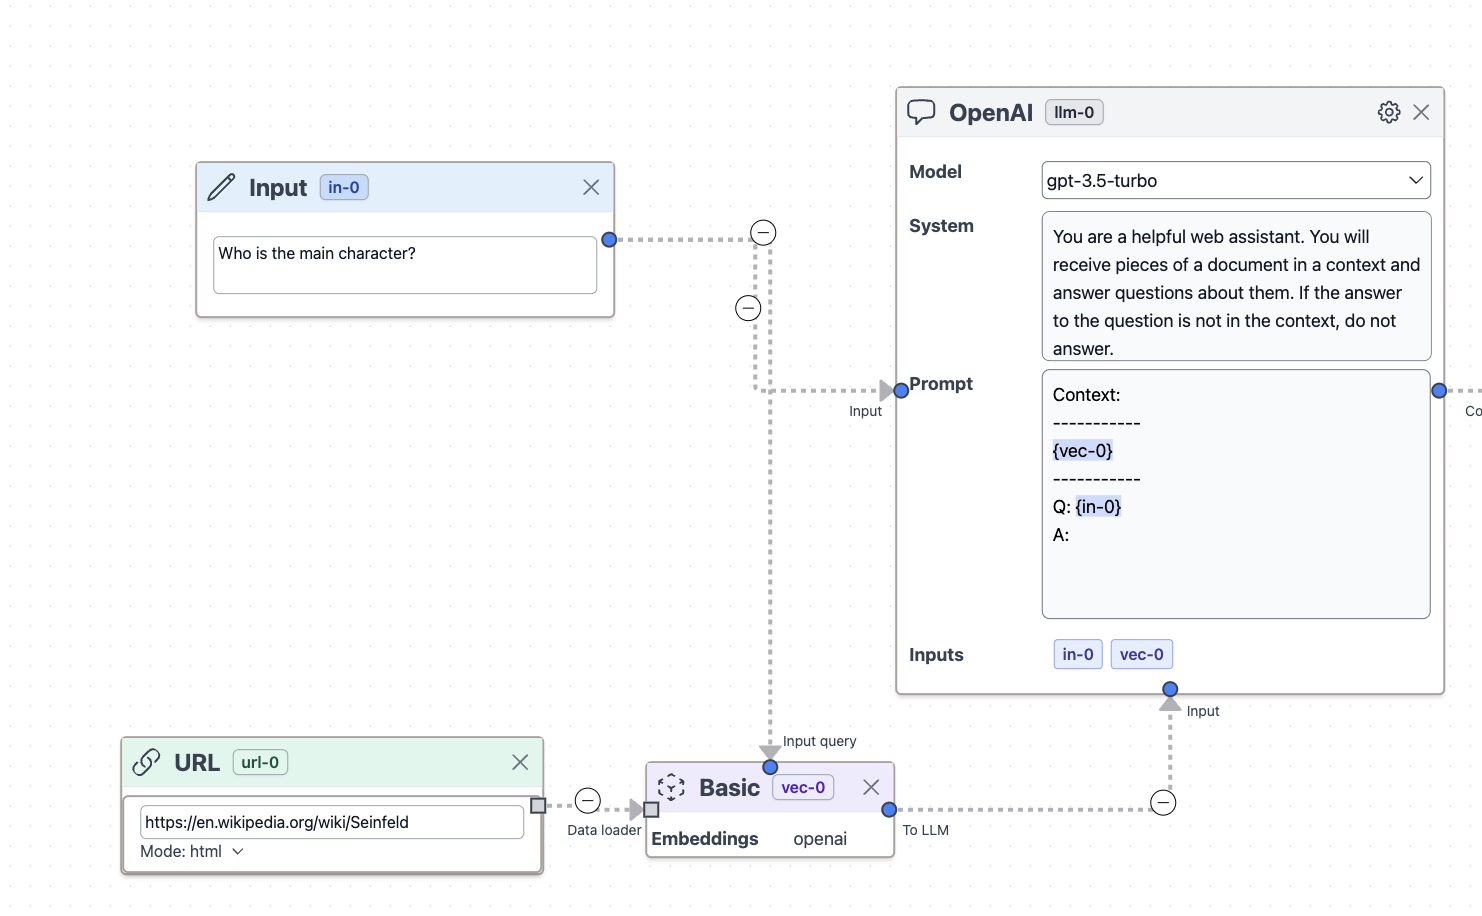 OpenAI llm-0
Model
gpt-3.5-turbo
System
You are a helpful web assistant. You will
receive pieces of a document in a context and
answer questions about them. If the answer
to the question is not in the context, do not
answer.
Prompt
Context:
-----------
{vec-0}
-----------
Q: {in-0}
A:
Inputs
in-0 vec-0
Input in-0
Who is the main character?
Input
Co
Input
Input query
URL url-0
https://en.wikipedia.org/wiki/Seinfeld
Mode: html
Data loader
Basic vec-0
Embeddings openai
To LLM